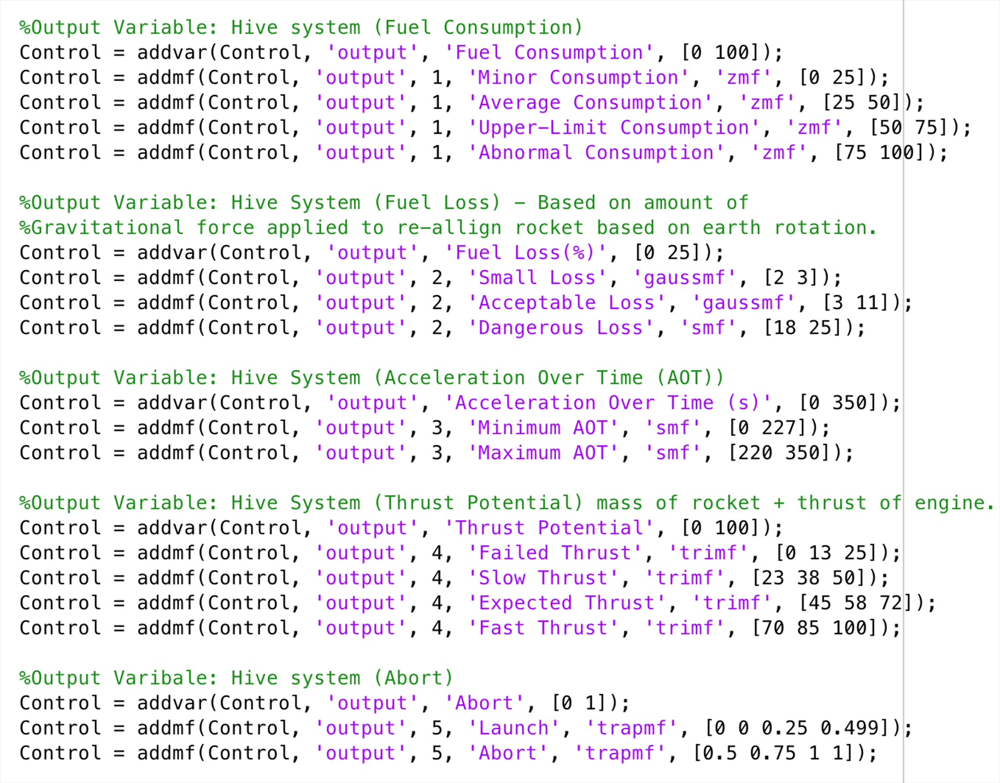 %Output Variable: Hive system (Fuel Consumption)
Control = addvar(Control, 'output', 'Fuel Consumption', [0 100]);
Control = addmf(Control, 'output', 1, 'Minor Consumption', 'zmf', [0 25]);
Control = addmf(Control, 'output', 1, 'Average Consumption', 'zmf', [25 50]);
Control = addmf(Control, 'output', 1, 'Upper-Limit Consumption', 'zmf', [50 75]);
Control = addmf(Control, 'output', 1, 'Abnormal Consumption', 'zmf', [75 100]);
%Output Variable: Hive System (Fuel Loss) - Based on amount of
%Gravitational force applied to re-allign rocket based on earth rotation.
Control = addvar(Control, 'output', 'Fuel Loss(%)', [0 25]);
Control = addmf(Control, 'output', 2, 'Small Loss', 'gaussmf', [2 3]);
Control = addmf(Control, 'output', 2, 'Acceptable Loss', 'gaussmf', [3 11]);
Control = addmf(Control, 'output', 2, 'Dangerous Loss', 'smf', [18 25]);
%Output Variable: Hive System (Acceleration Over Time (AOT))
Control = addvar(Control, 'output', 'Acceleration Over Time (s)', [0 350]);
Control = addmf(Control, 'output', 3, 'Minimum AOT', 'smf', [0 227]);
Control = addmf(Control, 'output', 3, 'Maximum AOT', 'smf', [220 350]);
%Output Variable: Hive System (Thrust Potential) mass of rocket + thrust of engine.
Control = addvar(Control, 'output', 'Thrust Potential', [0 100]);
Control = addmf(Control, 'output', 4, 'Failed Thrust', 'trimf', [0 13 25]);
Control = addmf(Control, 'output', 4, 'Slow Thrust', 'trimf', [23 38 50]);
Control = addmf(Control, 'output', 4, 'Expected Thrust', 'trimf', [45 58 72]);
Control = addmf(Control, 'output', 4, 'Fast Thrust', 'trimf', [70 85 100]);
%Output Varibale: Hive system (Abort)
Control = addvar(Control, 'output', 'Abort', [0 1]);
Control = addmf(Control, 'output', 5, 'Launch', 'trapmf', [0 0 0.25 0.499]);
Control = addmf(Control, 'output', 5, 'Abort', 'trapmf', [0.5 0.75 1 1]);